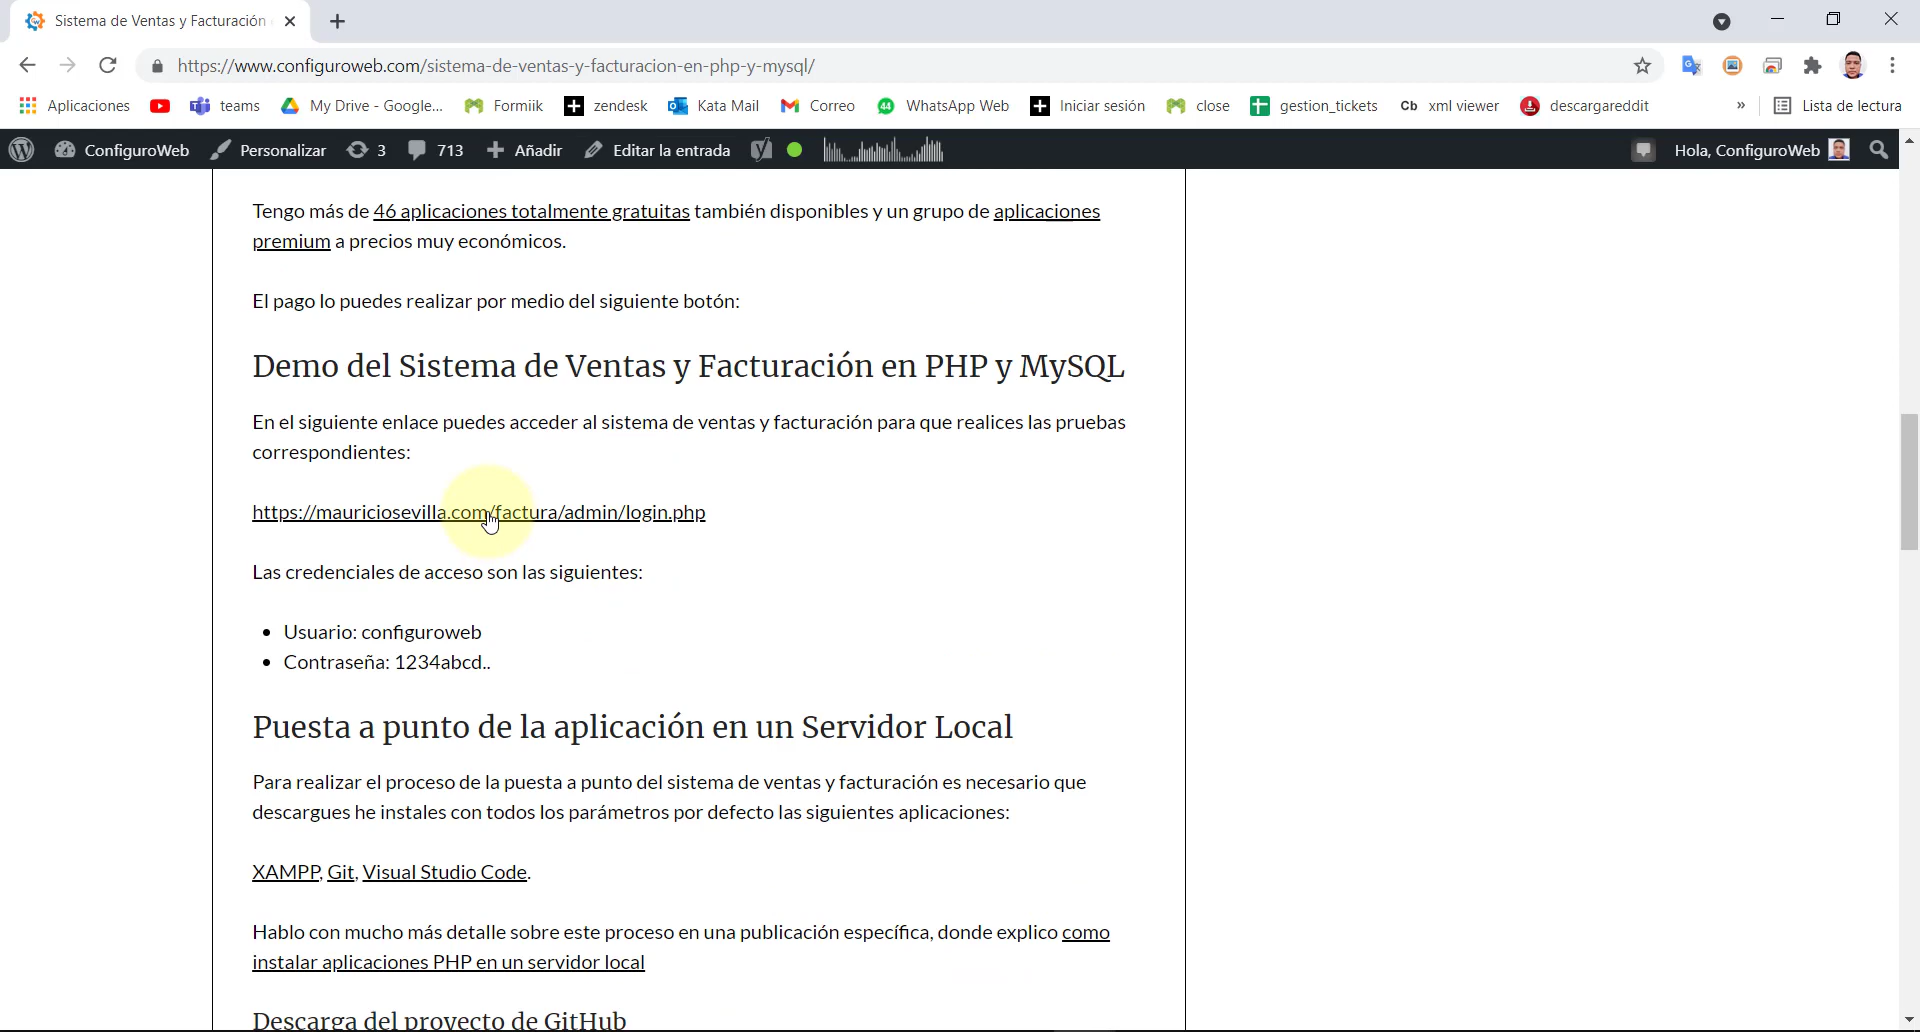 Sistema de Ventas y Facturación
https://www.configuroweb.com/sistema-de-ventas-y-facturacion-en-php-y-mysql/
Aplicaciones teams My Drive - Google... Formiik zendesk Kata Mail Correo 44 WhatsApp Web Iniciar sesión close gestion_tickets Cb xml viewer descargareddit » Lista de lectura
ConfiguroWeb Personalizar 3 713 Añadir Editar la entrada Hola, ConfiguroWeb
Tengo más de 46 aplicaciones totalmente gratuitas también disponibles y un grupo de aplicaciones
premium a precios muy económicos.
El pago lo puedes realizar por medio del siguiente botón:
Demo del Sistema de Ventas y Facturación en PHP y MySQL
En el siguiente enlace puedes acceder al sistema de ventas y facturación para que realices las pruebas
correspondientes:
https://mauriciosevilla.com/factura/admin/login.php
Las credenciales de acceso son las siguientes:
• Usuario: configuroweb
• Contraseña: 1234abcd..
Puesta a punto de la aplicación en un Servidor Local
Para realizar el proceso de la puesta a punto del sistema de ventas y facturación es necesario que
descargues he instales con todos los parámetros por defecto las siguientes aplicaciones:
XAMPP, Git, Visual Studio Code.
Hablo con mucho más detalle sobre este proceso en una publicación específica, donde explico como
instalar aplicaciones PHP en un servidor local
Descarga del proyecto de GitHub